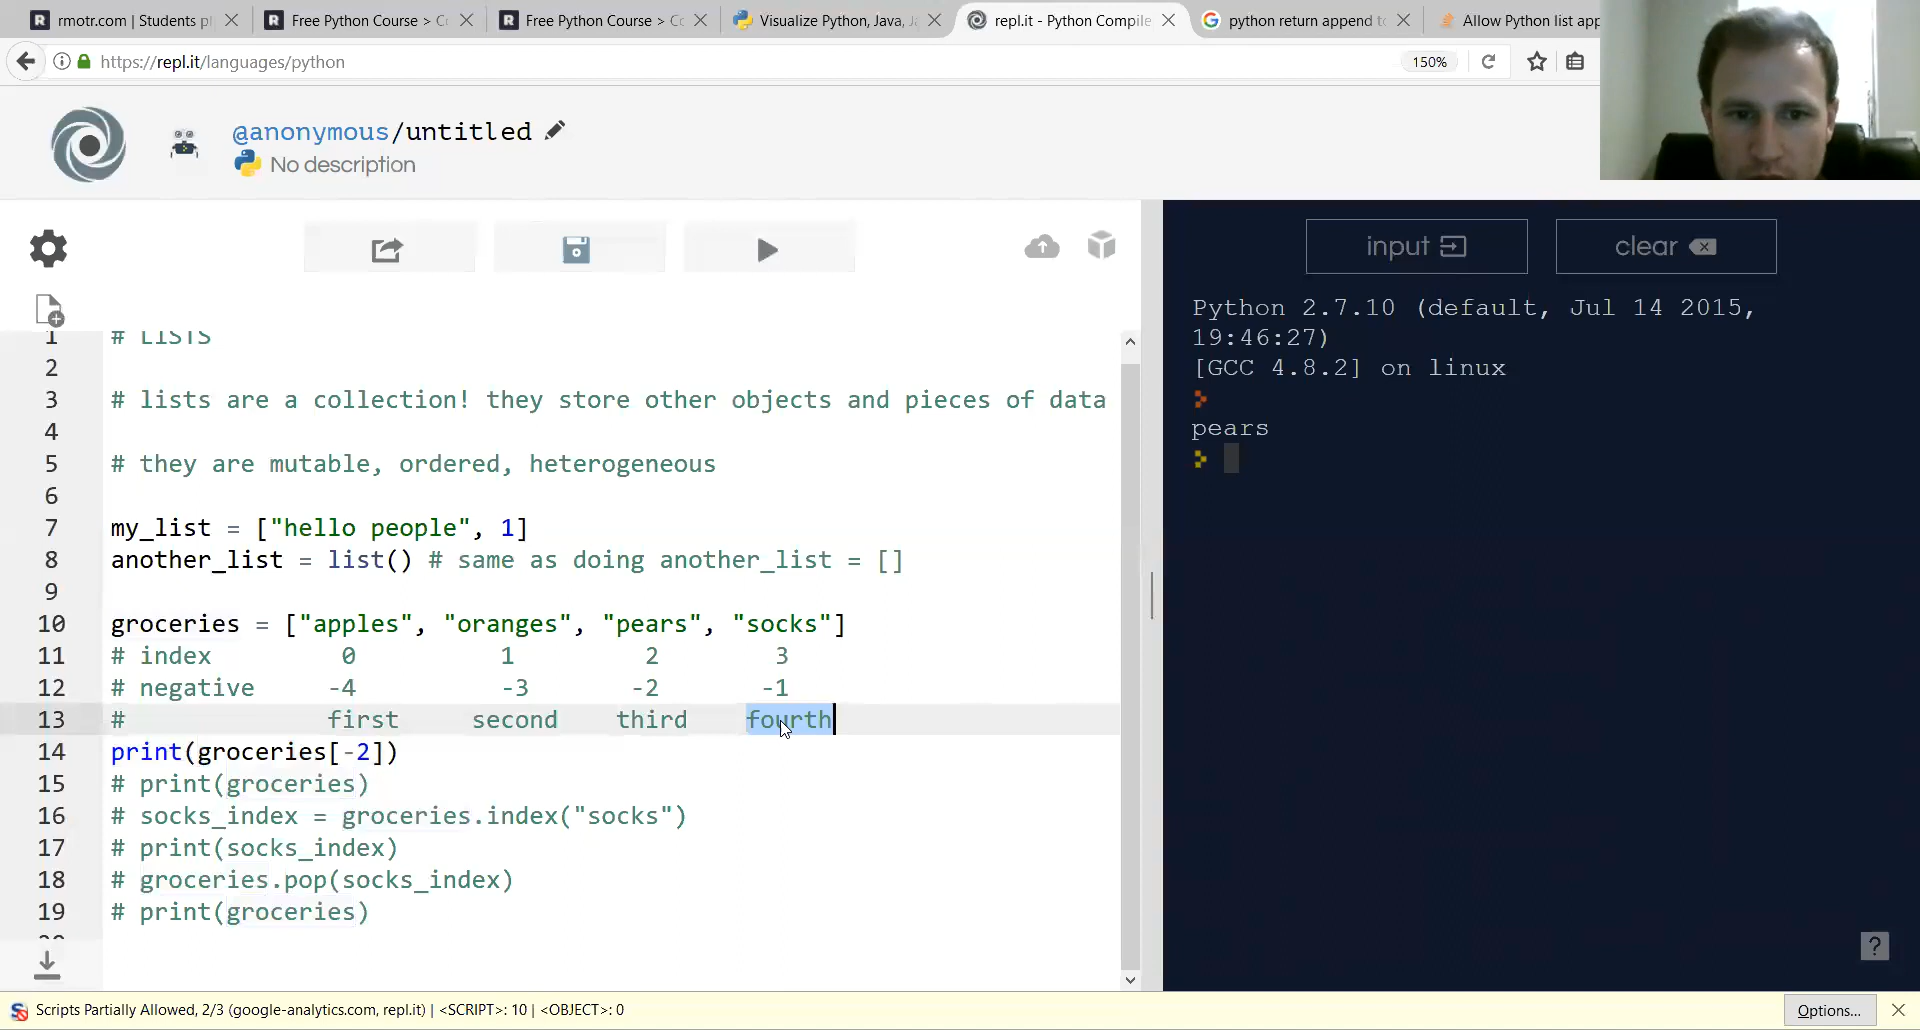 rmotr.com | Students pl
Free Python Course > Co
Free Python Course > Co
Visualize Python, Java, J
repl.it - Python Compile
python return append to
Allow Python list app
https://repl.it/languages/python
150%
@anonymous/untitled
No description
input
clear
1 # LISTS
2
3 # lists are a collection! they store other objects and pieces of data
4
5 # they are mutable, ordered, heterogeneous
6
7 my_list = ["hello people", 1]
8 another_list = list() # same as doing another_list = []
9
10 groceries = ["apples", "oranges", "pears", "socks"]
11 # index 0 1 2 3
12 # negative -4 -3 -2 -1
13 # first second third fourth
14 print(groceries[-2])
15 # print(groceries)
16 # socks_index = groceries.index("socks")
17 # print(socks_index)
18 # groceries.pop(socks_index)
19 # print(groceries)
20
Python 2.7.10 (default, Jul 14 2015,
19:46:27)
[GCC 4.8.2] on linux
pears
?
Scripts Partially Allowed, 2/3 (google-analytics.com, repl.it) | <SCRIPT>: 10 | <OBJECT>: 0
Options...